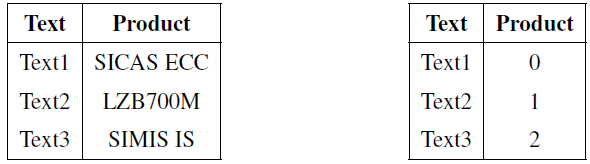 Text Product
Text1 SICAS ECC
Text2 LZB700M
Text3 SIMIS IS
Text Product
Text1 0
Text2 1
Text3 2